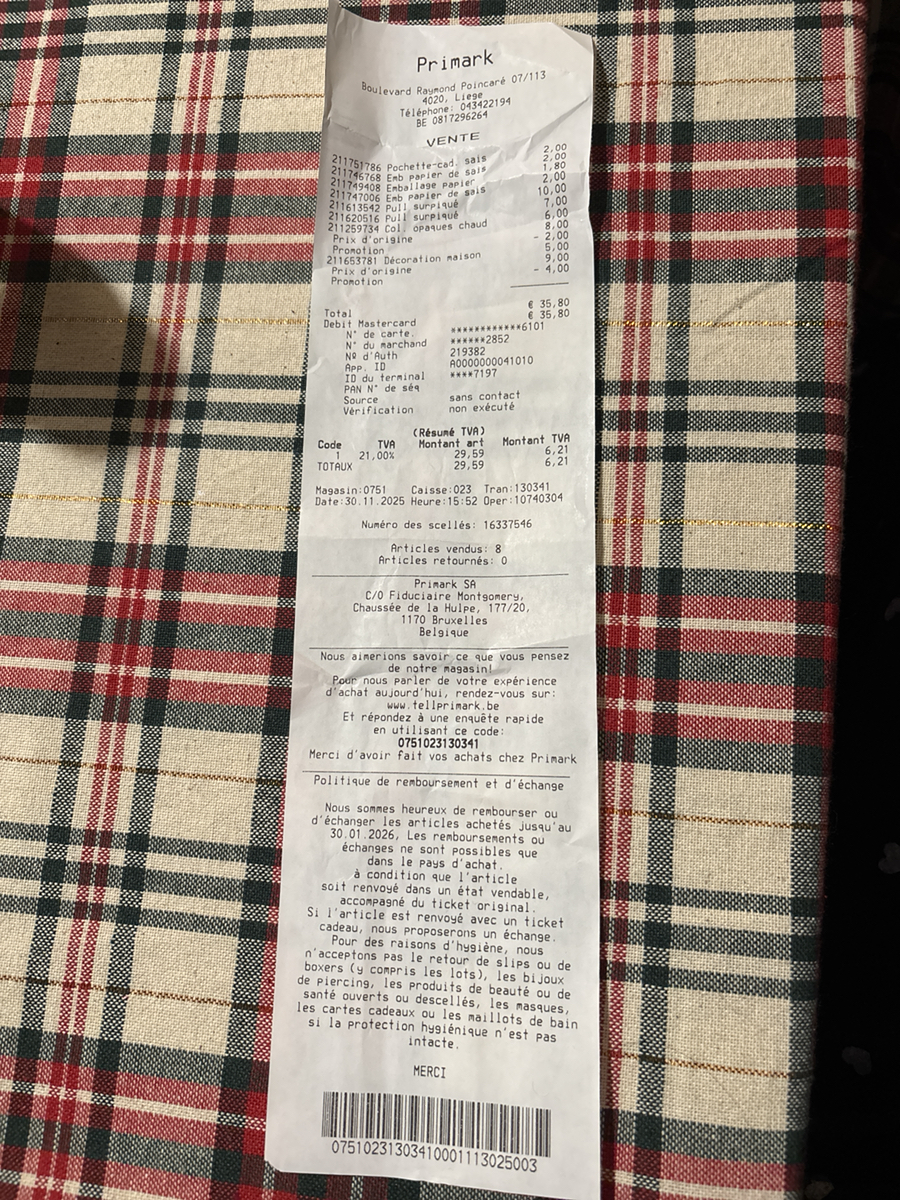 Primark
Boulevard Raymond Poincaré 07/113
4020, Liege
Téléphone: 043422194
BE 0817296264
VENTE
211751786 Pochette-cad. sais 2,00
211746768 Emb papier de sais 2,00
211749408 Emballage papier 1,80
211747006 Emb papier de sais 2,00
211613542 Pull surpiqué 10,00
211620516 Pull surpiqué 7,00
211259734 Col. opaques chaud 6,00
Prix d'origine 8,00
Promotion - 2,00
211653781 Décoration maison 5,00
Prix d'origine 9,00
Promotion - 4,00
Total € 35,80
Debit Mastercard € 35,80
N° de carte. ************6101
N° du marchand ******2852
Nº d'Auth 219382
App. ID A0000000041010
ID du terminal ****7197
PAN N° de séq
Source sans contact
Vérification non exécuté
(Résumé TVA)
Code TVA Montant art Montant TVA
1 21,00% 29,59 6,21
TOTAUX 29,59 6,21
Magasin:0751 Caisse:023 Tran:130341
Date:30.11.2025 Heure:15:52 Oper:10740304
Numéro des scellés: 16337546
Articles vendus: 8
Articles retournés: 0
Primark SA
C/O Fiduciaire Montgomery,
Chaussée de la Hulpe, 177/20,
1170 Bruxelles
Belgique
Nous aimerions savoir ce que vous pensez
de notre magasin!
Pour nous parler de votre expérience
d'achat aujourd'hui, rendez-vous sur:
www.tellprimark.be
Et répondez à une enquête rapide
en utilisant ce code:
0751023130341
Merci d'avoir fait vos achats chez Primark
Politique de remboursement et d'échange
Nous sommes heureux de rembourser ou
d'échanger les articles achetés jusqu'au
30.01.2026, Les remboursements ou
échanges ne sont possibles que
dans le pays d'achat.
à condition que l'article
soit renvoyé dans un état vendable,
accompagné du ticket original.
Si l'article est renvoyé avec un ticket
cadeau, nous proposerons un échange.
Pour des raisons d'hygiène, nous
n'acceptons pas le retour de slips ou de
boxers (y compris les lots), les bijoux
de piercing, les produits de beauté ou de
santé ouverts ou descellés, les masques,
les cartes cadeaux ou les maillots de bain
si la protection hygiénique n'est pas
intacte.
MERCI
07510231303410001113025003